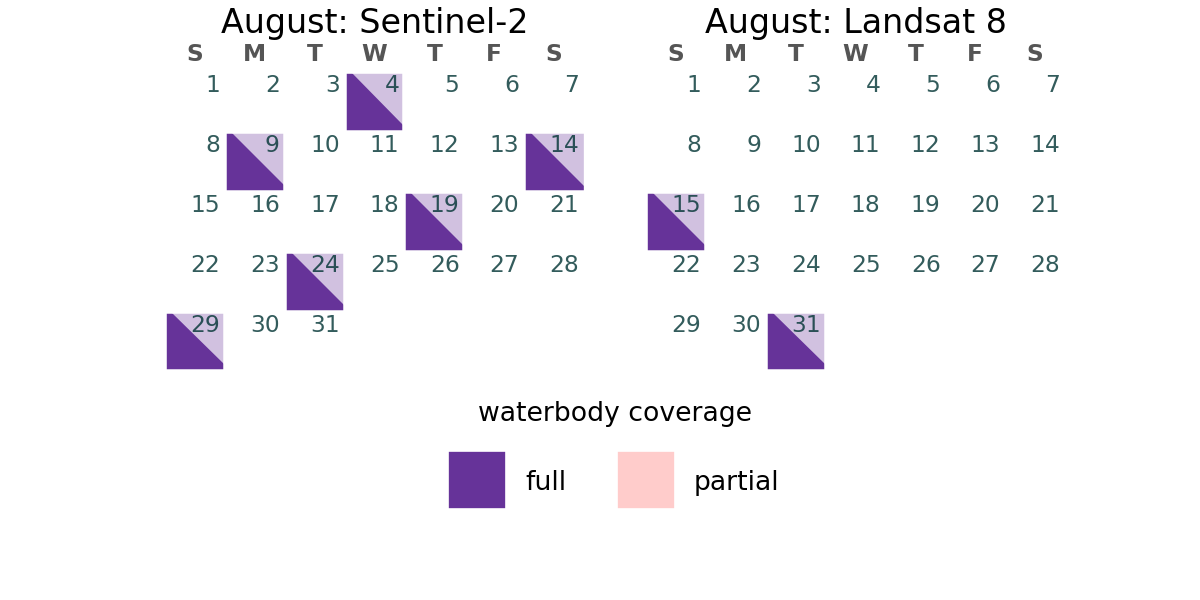 August: Sentinel-2
S M T W T F S
1 2 3 4 5 6 7
8 9 10 11 12 13 14
15 16 17 18 19 20 21
22 23 24 25 26 27 28
29 30 31
August: Landsat 8
S M T W T F S
1 2 3 4 5 6 7
8 9 10 11 12 13 14
15 16 17 18 19 20 21
22 23 24 25 26 27 28
29 30 31
waterbody coverage
full partial